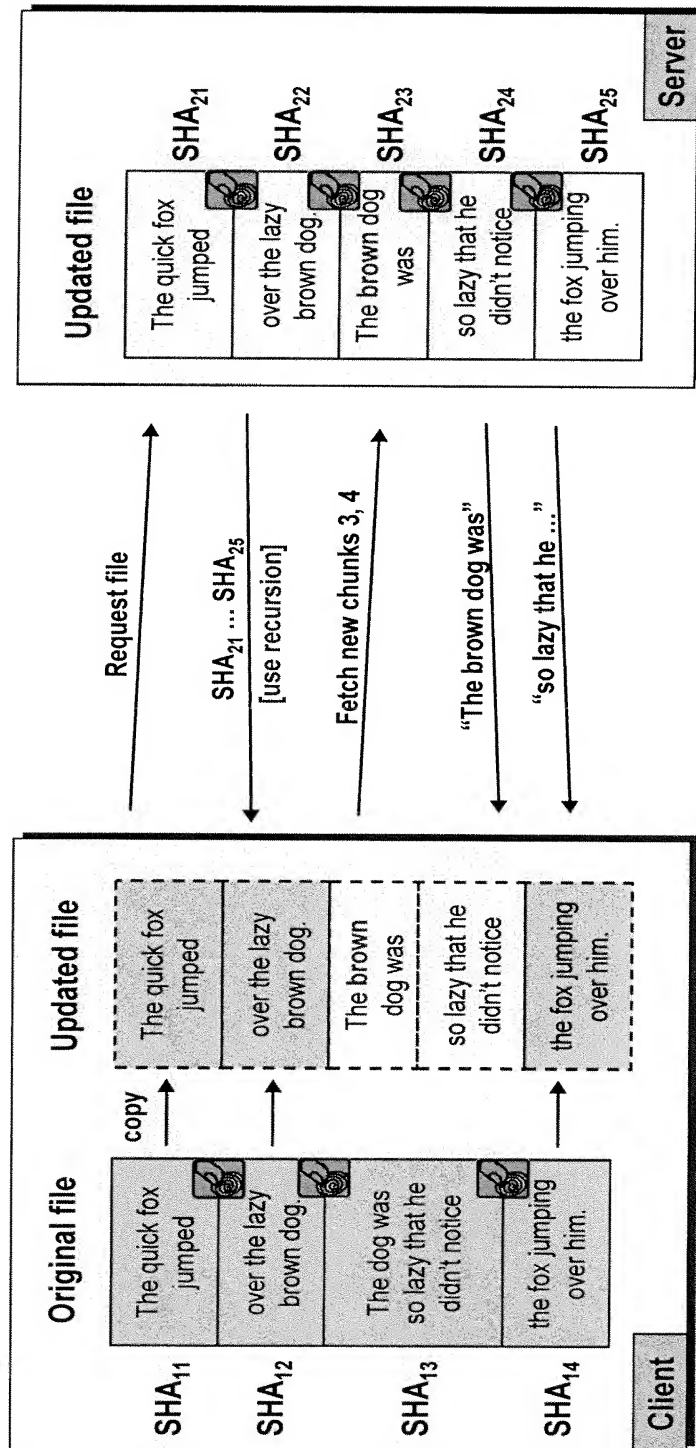 Original file
Updated file
SHA₁₁
The quick fox
jumped
copy
The quick fox
jumped
SHA₁₂
over the lazy
brown dog.
over the lazy
brown dog.
SHA₁₃
The dog was
so lazy that he
didn't notice
The brown
dog was
so lazy that he
didn't notice
SHA₁₄
the fox jumping
over him.
the fox jumping
over him.
Client
Request file
SHA₂₁ ... SHA₂₅
[use recursion]
Fetch new chunks 3, 4
“The brown dog was”
“so lazy that he ...”
Updated file
The quick fox
jumped
SHA₂₁
over the lazy
brown dog.
SHA₂₂
The brown dog
was
SHA₂₃
so lazy that he
didn't notice
SHA₂₄
the fox jumping
over him.
SHA₂₅
Server